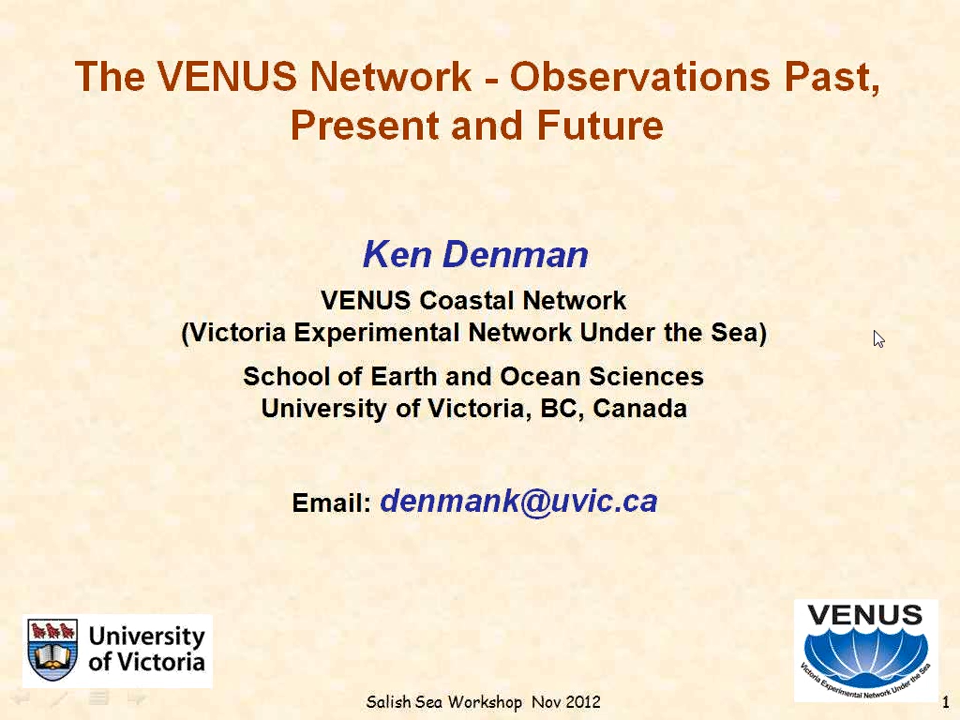 The VENUS Network - Observations Past,
Present and Future
Ken Denman
VENUS Coastal Network
(Victoria Experimental Network Under the Sea)
School of Earth and Ocean Sciences
University of Victoria, BC, Canada
Email: denmank@uvic.ca
University
of Victoria
VENUS
Victoria Experimental Network Under the Sea
Salish Sea Workshop Nov 2012
1